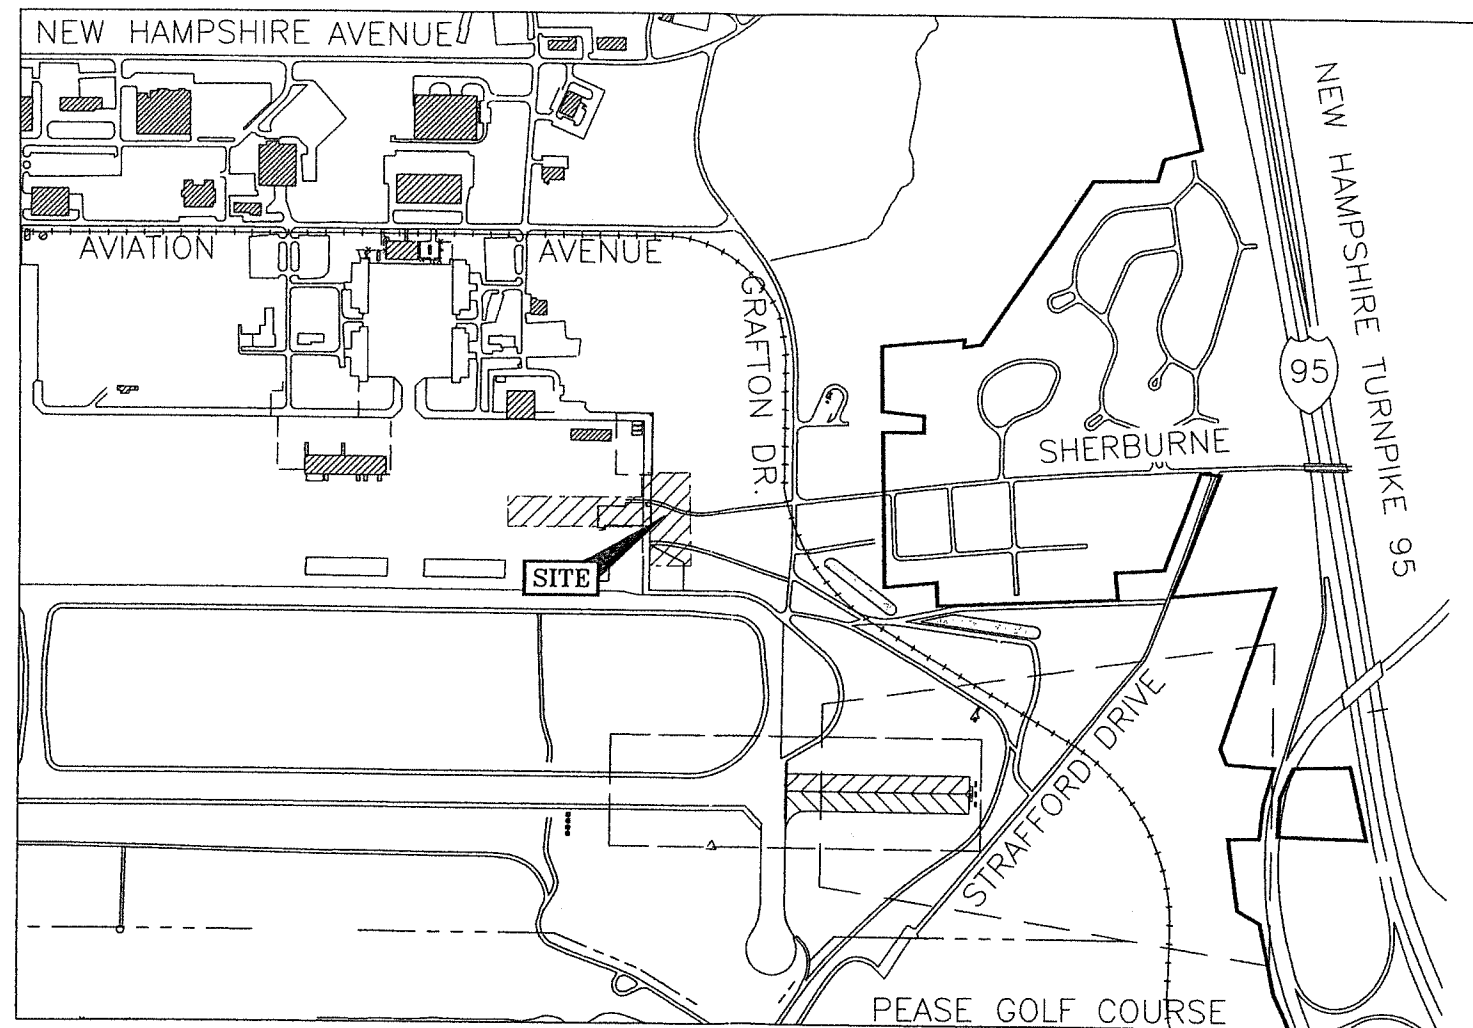 NEW HAMPSHIRE AVENUE
NEW HAMPSHIRE TURNPIKE 95
AVIATION AVENUE
GRAFTON DR.
95
SHERBURNE
SITE
STRAFFORD DRIVE
PEASE GOLF COURSE